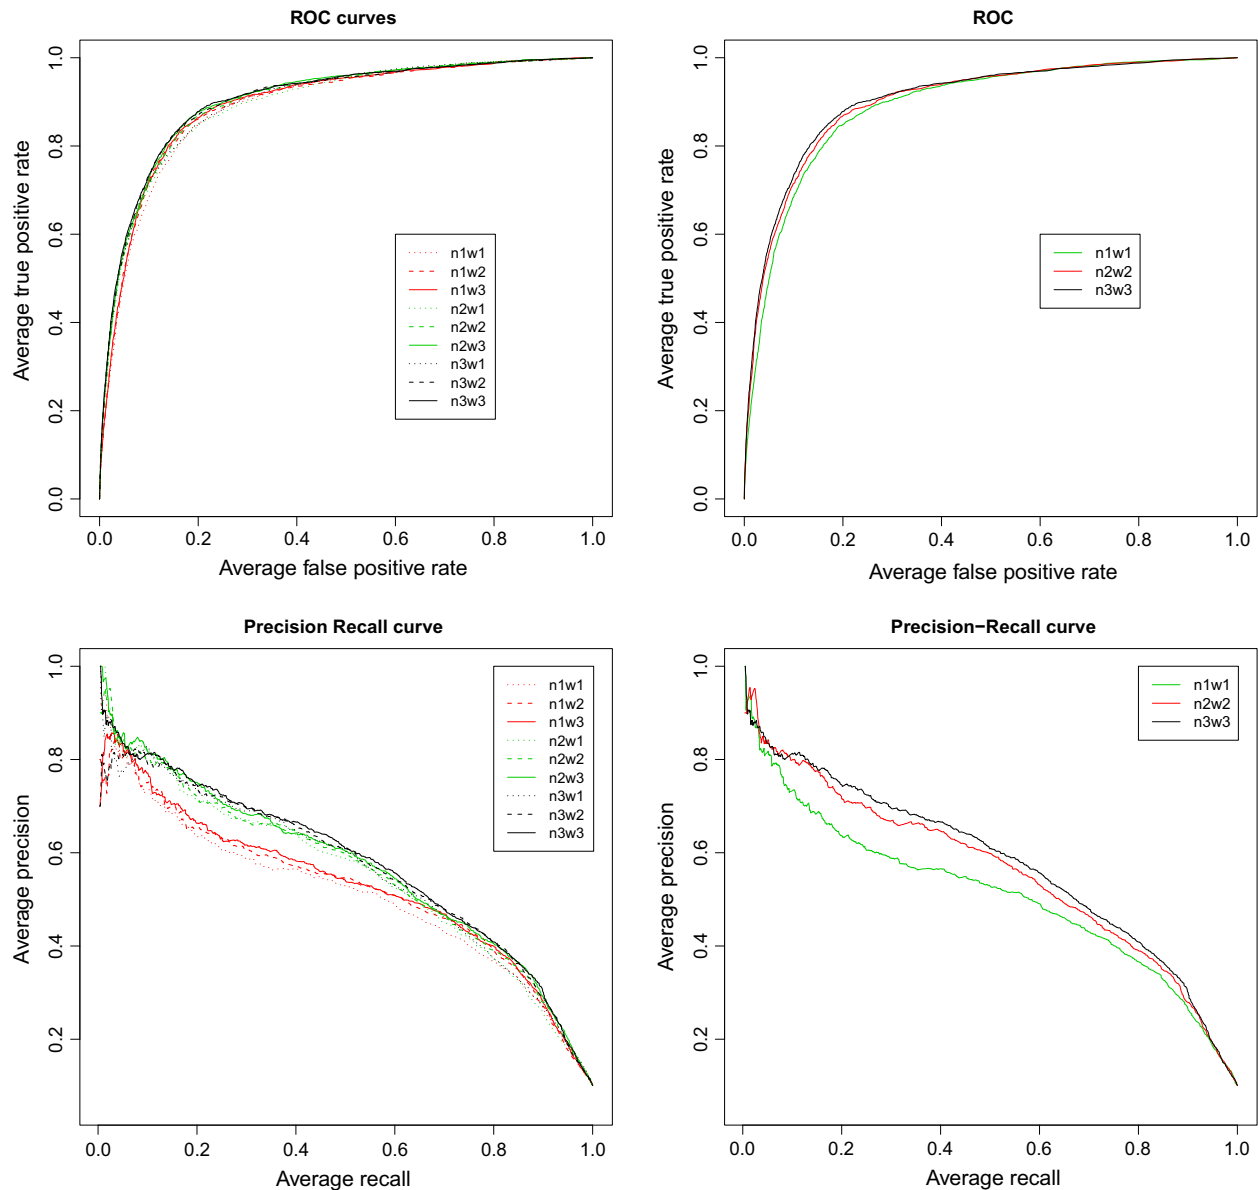 ROC curves
1.0
0.8
0.6
0.4
0.2
0.0
Average true positive rate
n1w1
n1w2
n1w3
n2w1
n2w2
n2w3
n3w1
n3w2
n3w3
0.0 0.2 0.4 0.6 0.8 1.0
Average false positive rate
ROC
1.0
0.8
0.6
0.4
0.2
0.0
Average true positive rate
n1w1
n2w2
n3w3
0.0 0.2 0.4 0.6 0.8 1.0
Average false positive rate
Precision Recall curve
1.0
0.8
0.6
0.4
0.2
Average precision
n1w1
n1w2
n1w3
n2w1
n2w2
n2w3
n3w1
n3w2
n3w3
0.0 0.2 0.4 0.6 0.8 1.0
Average recall
Precision−Recall curve
1.0
0.8
0.6
0.4
0.2
Average precision
n1w1
n2w2
n3w3
0.0 0.2 0.4 0.6 0.8 1.0
Average recall